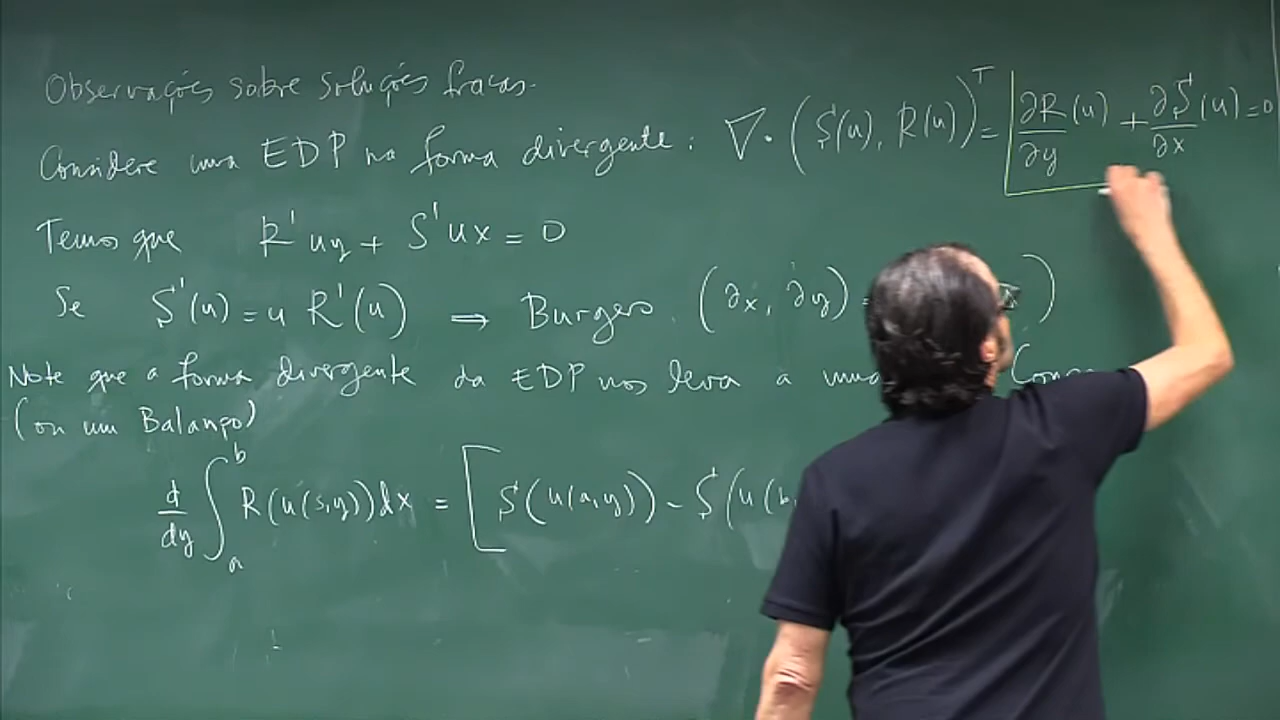 Observações sobre soluções fracas.
Considere uma EDP na forma divergente: ∇·(S(u), R(u))ᵀ = ∂R(u)/∂y + ∂S(u)/∂x = 0
Temos que R'uy + S'ux = 0
Se S'(u) = u R'(u) ⇒ Burgers. (∂x, ∂y) = )
Note que a forma divergente da EDP nos leva a uma
(ou um Balanço)
d/dy ∫ₐᵇ R(u(s,y))dx = [S(u(a,y)) - S(u(b,